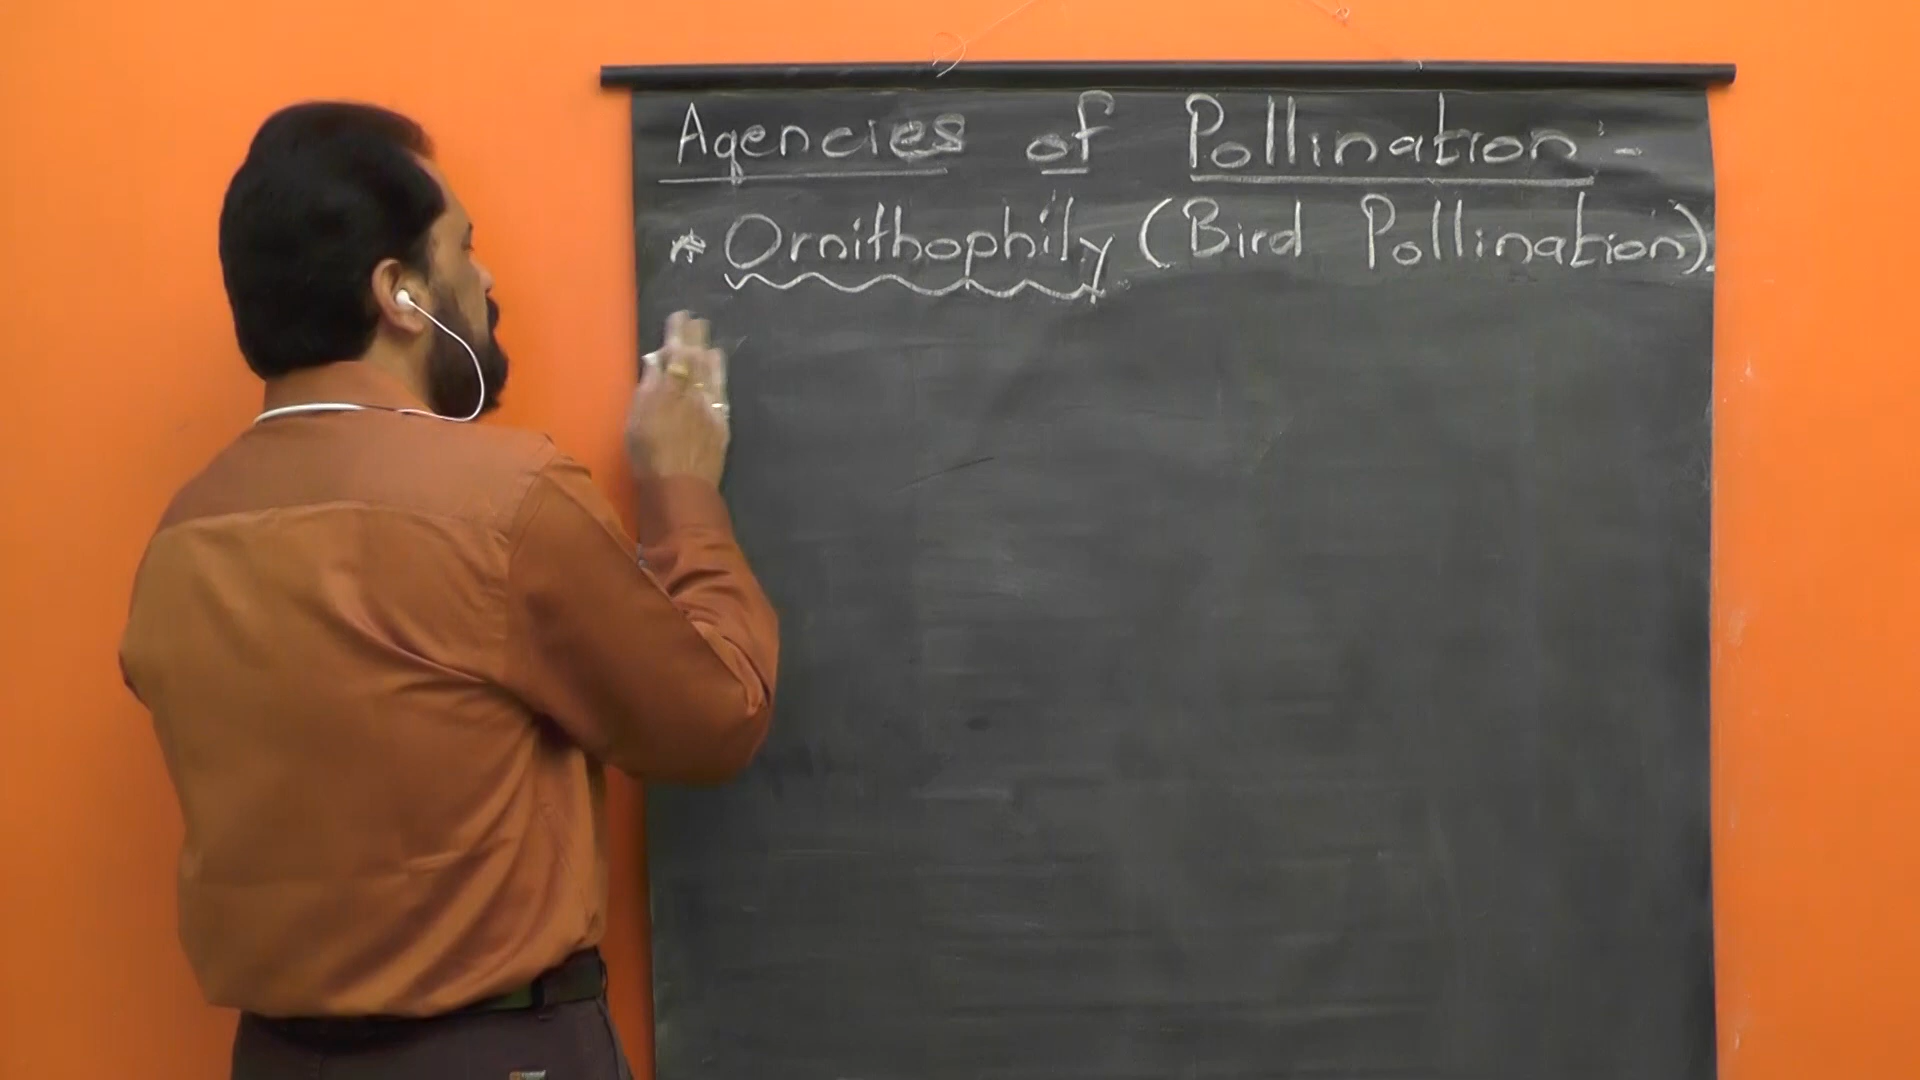 Agencies of Pollination :-
* Ornithophily (Bird Pollination).